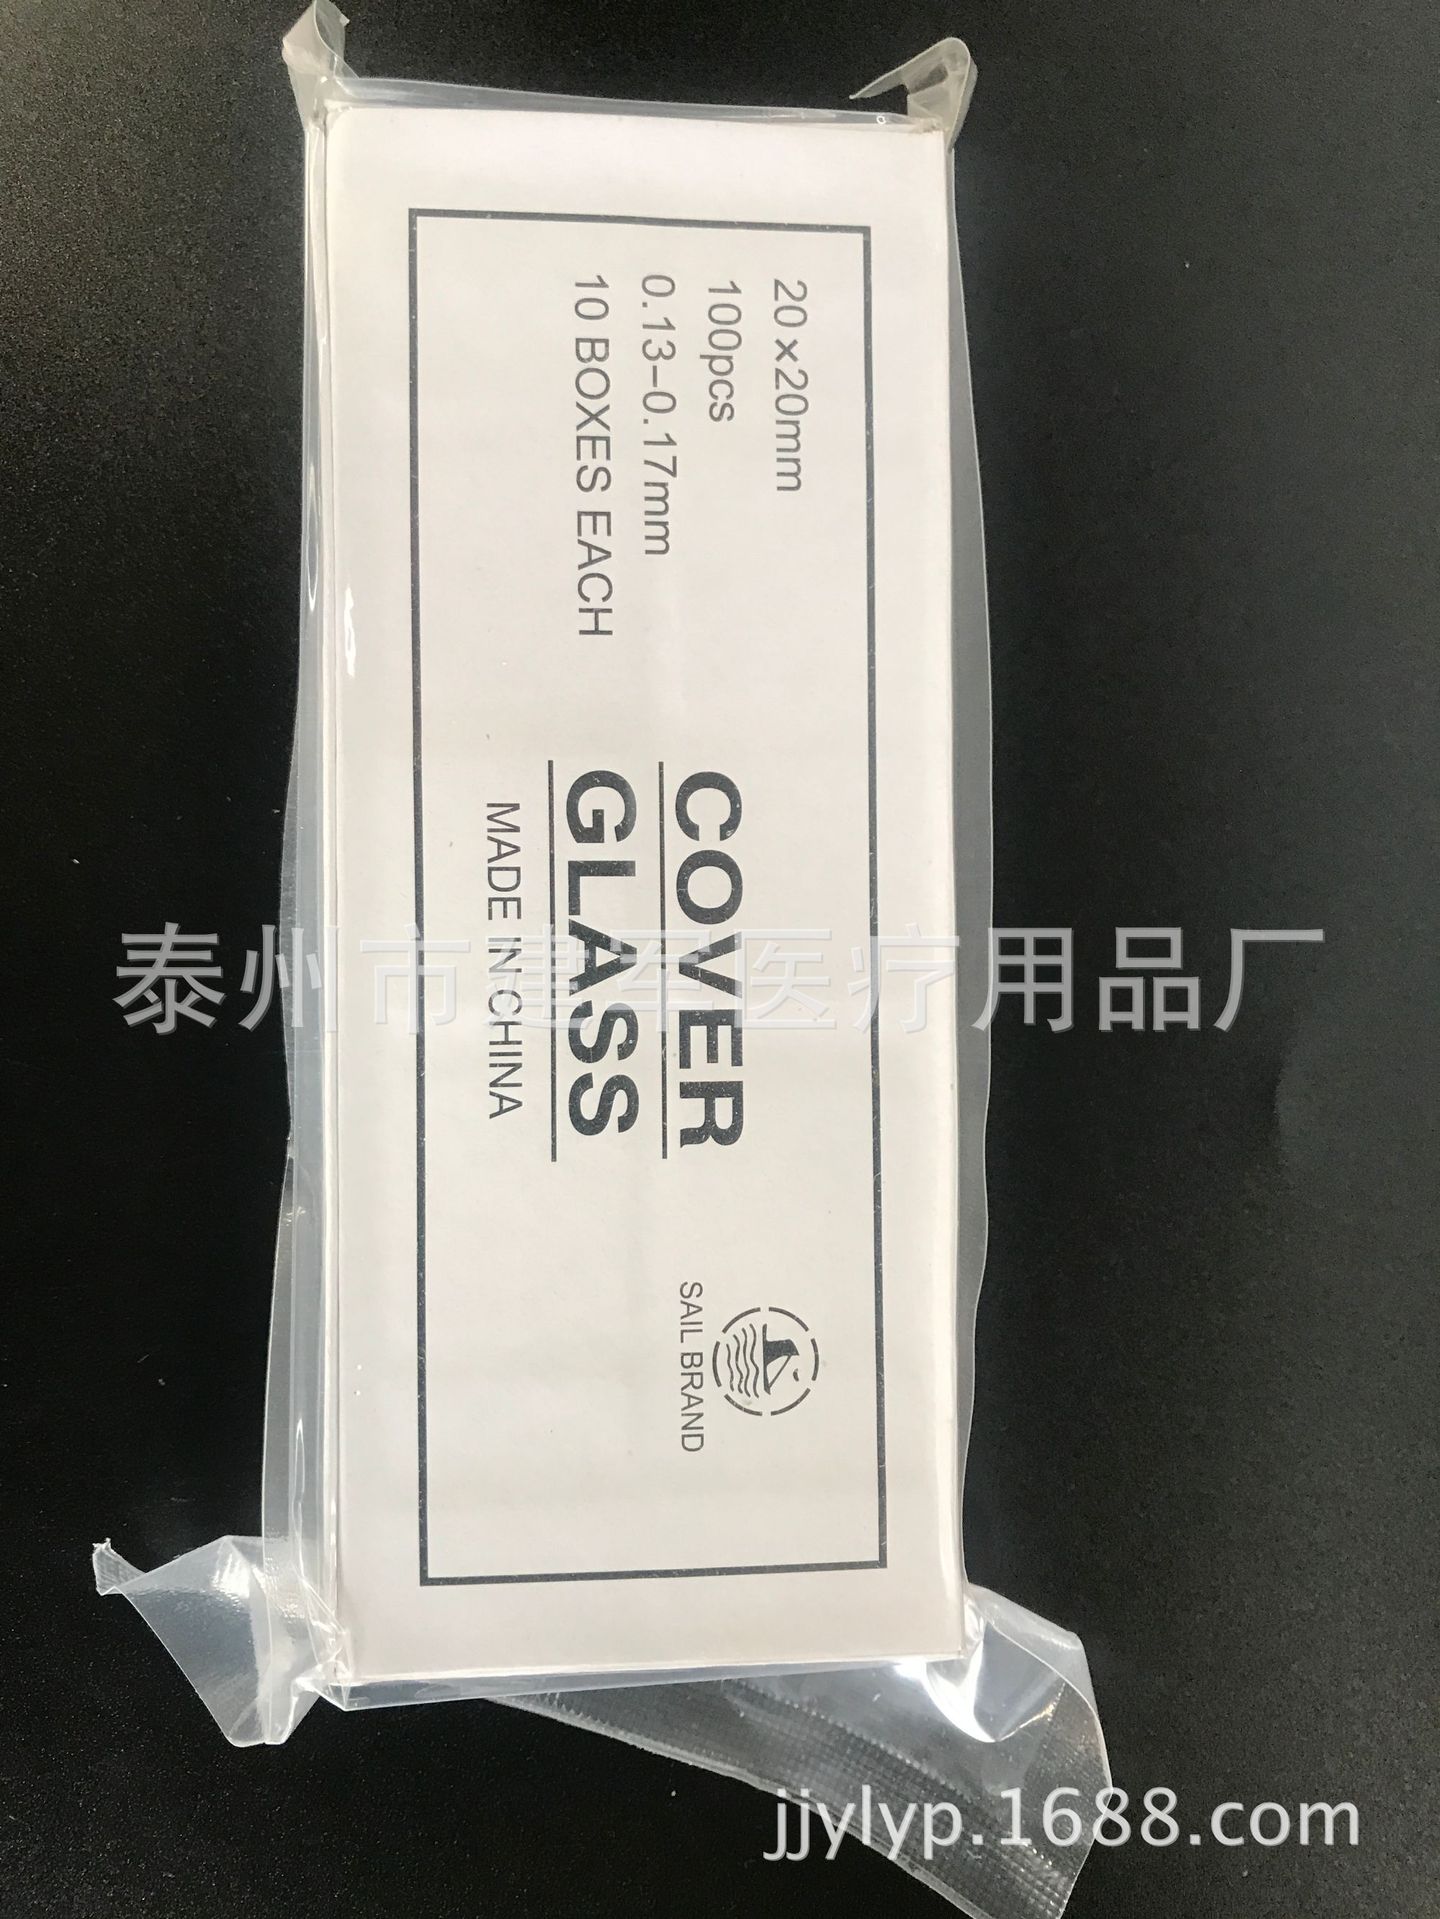 20×20mm
100pcs
0.13-0.17mm
10 BOXES EACH
COVER
GLASS
MADE IN CHINA
SAIL BRAND
泰州市建军医疗用品厂
jjylyp.1688.com